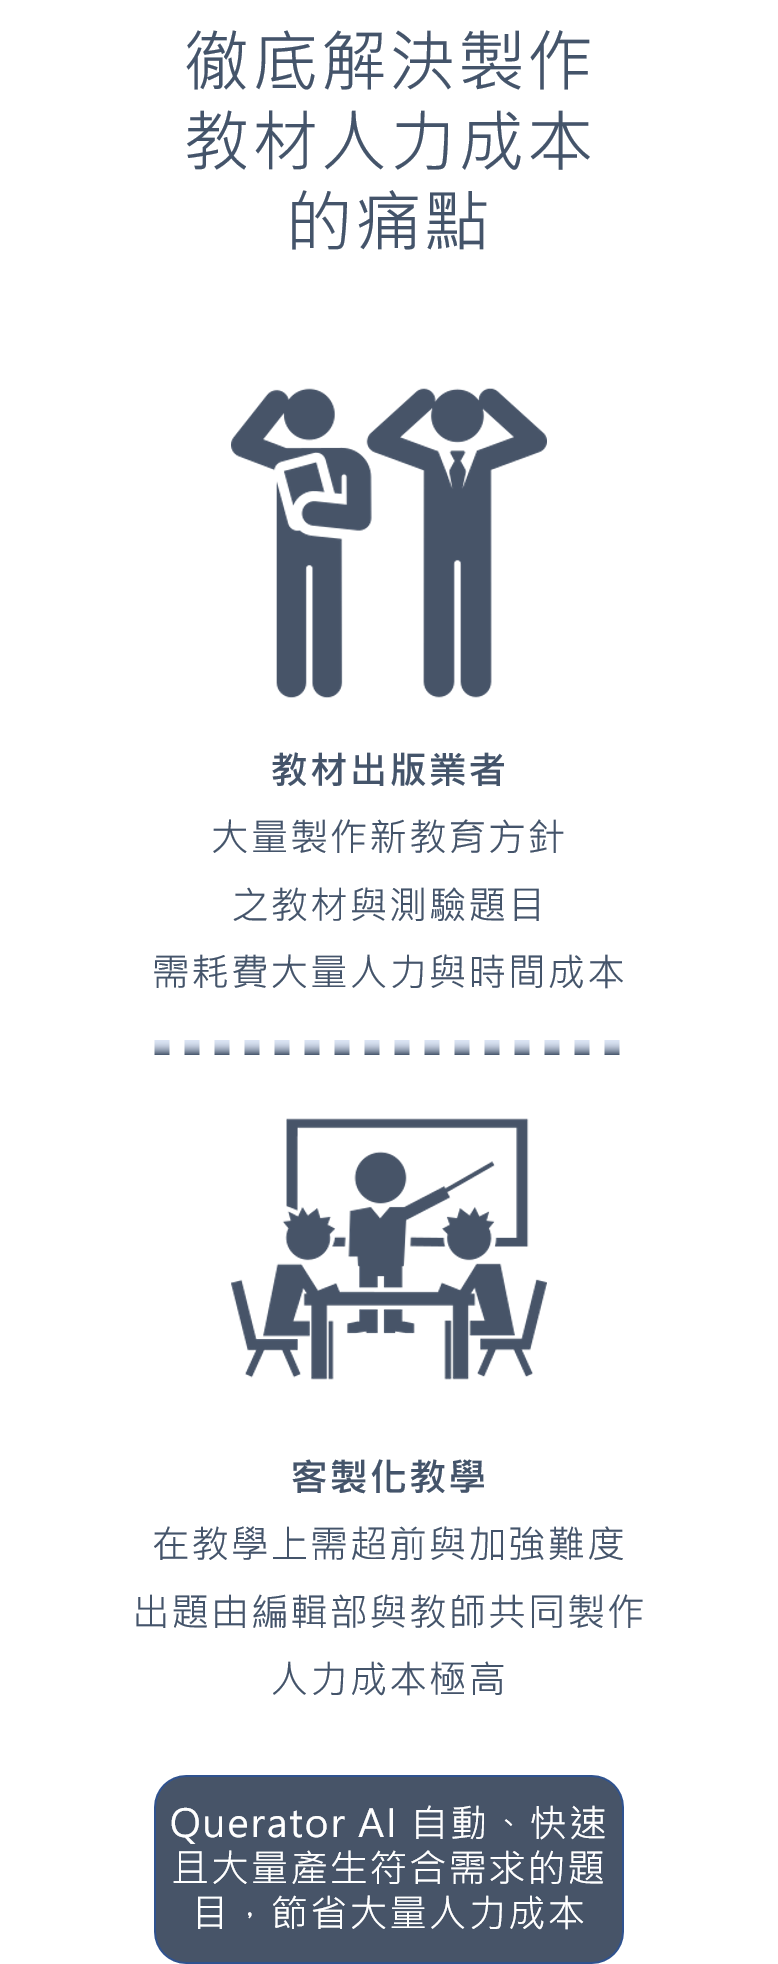 徹底解決製作
教材人力成本
的痛點
教材出版業者
大量製作新教育方針
之教材與測驗題目
需耗費大量人力與時間成本
客製化教學
在教學上需超前與加強難度
出題由編輯部與教師共同製作
人力成本極高
Querator AI 自動、快速
且大量產生符合需求的題
目，節省大量人力成本